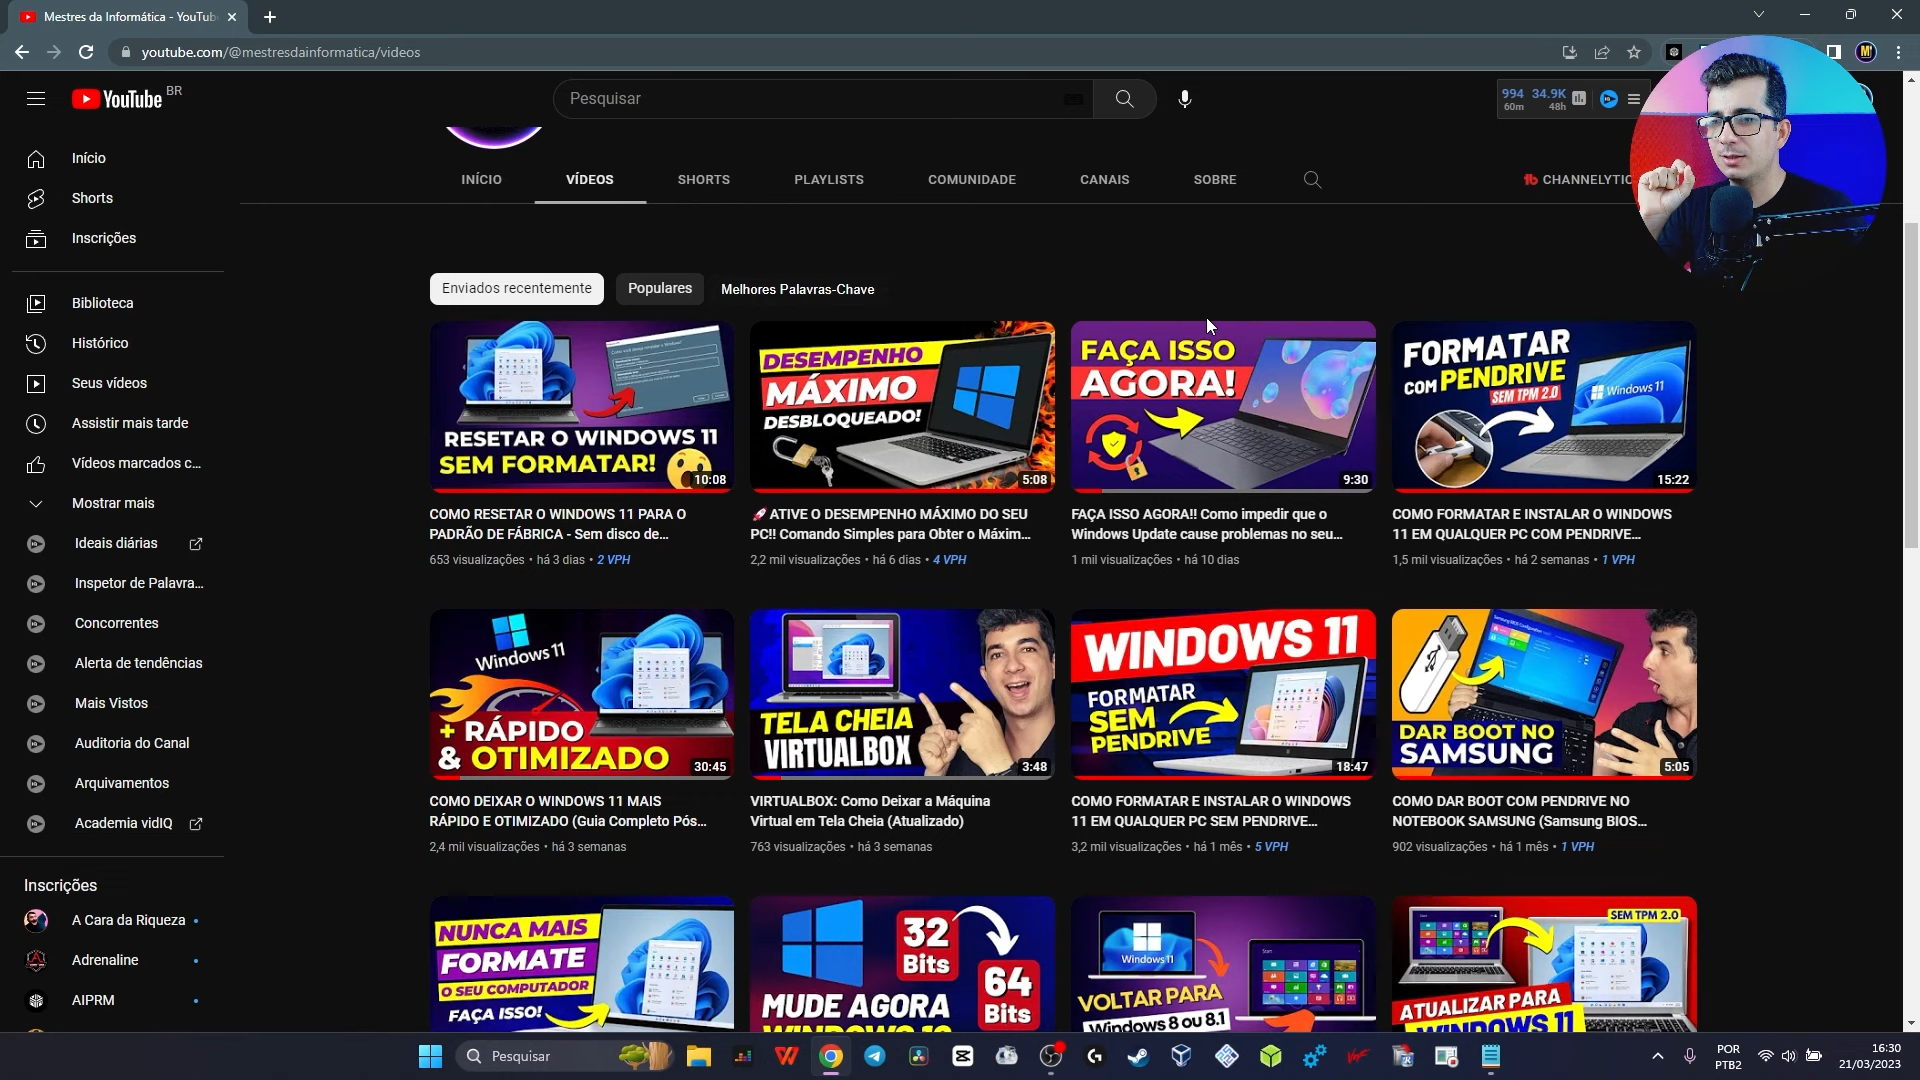 Mestres da Informática - YouTub
youtube.com/@mestresdainformatica/videos
YouTube BR
Pesquisar
994 34.9K
60m 48h
INÍCIO VÍDEOS SHORTS PLAYLISTS COMUNIDADE CANAIS SOBRE CHANNELYTIC
Início
Shorts
Inscrições
Biblioteca
Histórico
Seus vídeos
Assistir mais tarde
Vídeos marcados c...
Mostrar mais
Ideais diárias
Inspetor de Palavra...
Concorrentes
Alerta de tendências
Mais Vistos
Auditoria do Canal
Arquivamentos
Academia vidIQ
Inscrições
A Cara da Riqueza
Adrenaline
AIPRM
Enviados recentemente Populares Melhores Palavras-Chave
RESETAR O WINDOWS 11
SEM FORMATAR!
10:08
COMO RESETAR O WINDOWS 11 PARA O
PADRÃO DE FÁBRICA - Sem disco de...
653 visualizações • há 3 dias • 2 VPH
DESEMPENHO
MÁXIMO
DESBLOQUEADO!
5:08
🚀 ATIVE O DESEMPENHO MÁXIMO DO SEU
PC!! Comando Simples para Obter o Máxim...
2,2 mil visualizações • há 6 dias • 4 VPH
FAÇA ISSO
AGORA!
9:30
FAÇA ISSO AGORA!! Como impedir que o
Windows Update cause problemas no seu...
1 mil visualizações • há 10 dias
FORMATAR
COM PENDRIVE
SEM TPM 2.0
Windows 11
15:22
COMO FORMATAR E INSTALAR O WINDOWS
11 EM QUALQUER PC COM PENDRIVE...
1,5 mil visualizações • há 2 semanas • 1 VPH
Windows 11
+ RÁPIDO
& OTIMIZADO
30:45
COMO DEIXAR O WINDOWS 11 MAIS
RÁPIDO E OTIMIZADO (Guia Completo Pós...
2,4 mil visualizações • há 3 semanas
TELA CHEIA
VIRTUALBOX
3:48
VIRTUALBOX: Como Deixar a Máquina
Virtual em Tela Cheia (Atualizado)
763 visualizações • há 3 semanas
WINDOWS 11
FORMATAR
SEM
PENDRIVE
18:47
COMO FORMATAR E INSTALAR O WINDOWS
11 EM QUALQUER PC SEM PENDRIVE...
3,2 mil visualizações • há 1 mês • 5 VPH
DAR BOOT NO
SAMSUNG
5:05
COMO DAR BOOT COM PENDRIVE NO
NOTEBOOK SAMSUNG (Samsung BIOS...
902 visualizações • há 1 mês • 1 VPH
NUNCA MAIS
FORMATE
O SEU COMPUTADOR
FAÇA ISSO!
32
Bits
64
Bits
MUDE AGORA
WINDOWS 10
Windows 11
Start
VOLTAR PARA
Windows 8 ou 8.1
SEM TPM 2.0
ATUALIZAR PARA
WINDOWS 11
Pesquisar
POR
PTB2
16:30
21/03/2023